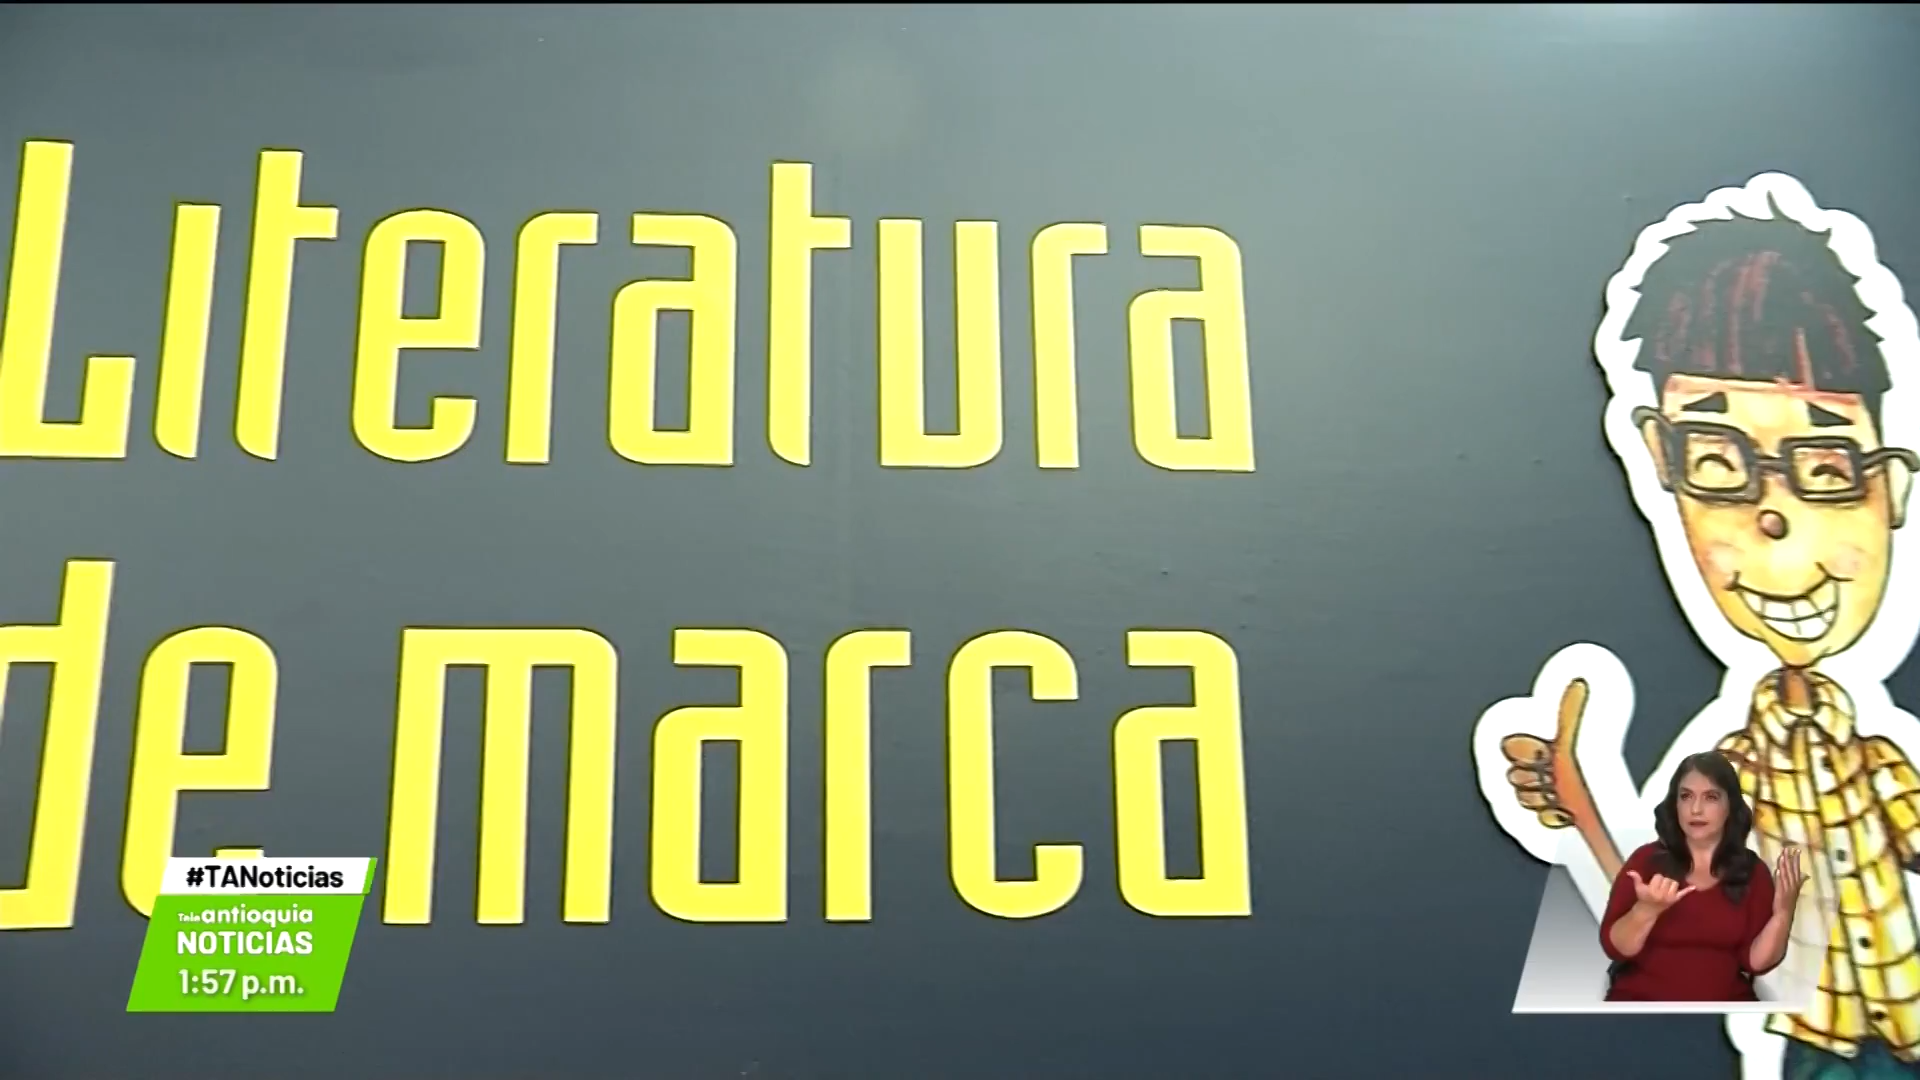 Literatura
de marca
#TANoticias
Teleantioquia
NOTICIAS
1:57 p.m.